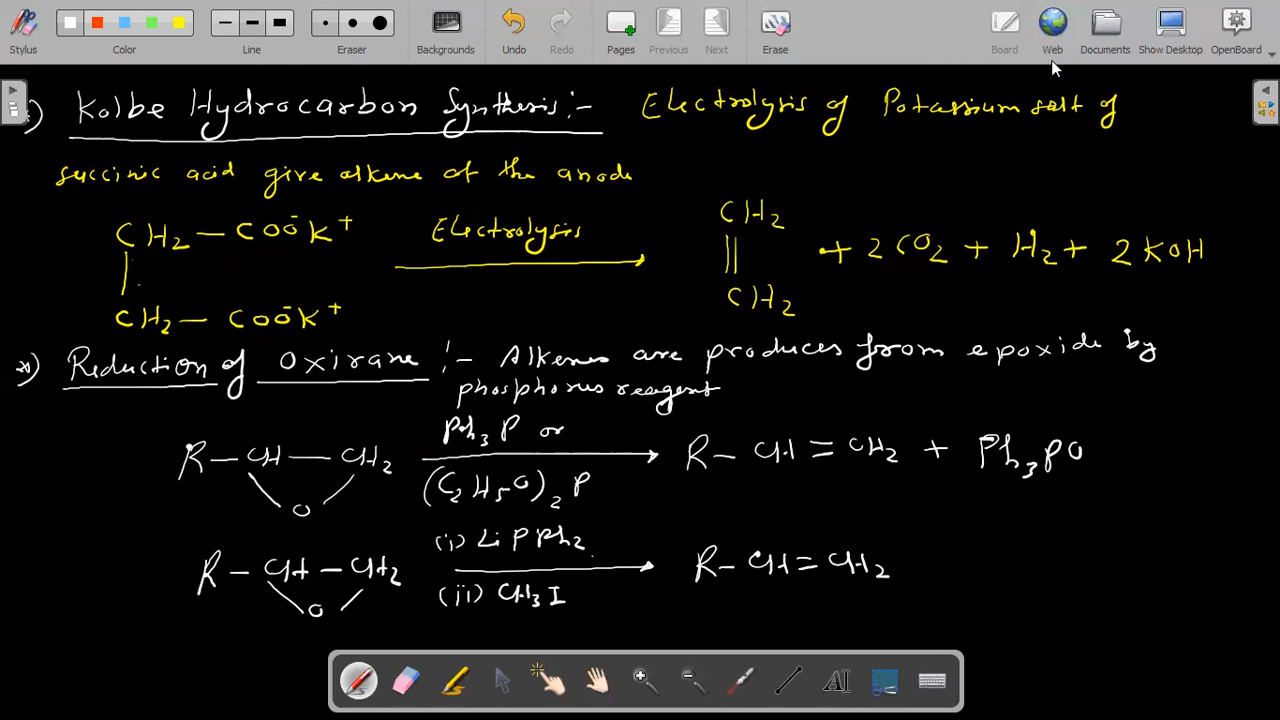 Stylus Color Line Eraser Backgrounds Undo Redo Pages Previous Next Erase Board Web Documents Show Desktop OpenBoard
) Kolbe Hydrocarbon Synthesis :- Electrolysis of Potassium salt of
succinic acid give alkene at the anode
CH2 – COO⁻K⁺ Electrolysis CH2 || CH2 + 2CO2 + H2 + 2KOH
CH2 – COO⁻K⁺
*) Reduction of Oxirane :- Alkenes are produces from epoxide by
phosphorus reagent
R – CH – CH2 O Ph3P or (C2H5O)2P R – CH = CH2 + Ph3PO
R – CH – CH2 O (i) LiPPh2 (ii) CH3I R – CH = CH2
AI